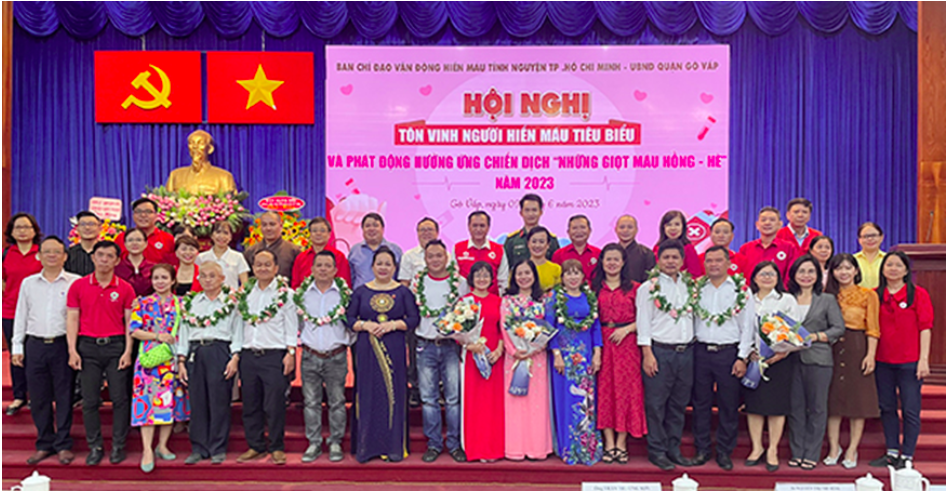 BAN CHỈ ĐẠO VẬN ĐỘNG HIẾN MÁU TÌNH NGUYỆN TP .HỒ CHÍ MINH - UBND QUẬN GÒ VẤP
HỘI NGHỊ
TÔN VINH NGƯỜI HIẾN MÁU TIÊU BIỂU
VÀ PHÁT ĐỘNG HƯỞNG ỨNG CHIẾN DỊCH "NHỮNG GIỌT MÁU HỒNG - HÈ"
NĂM 2023
Gò Vấp, ngày 6 năm 2023